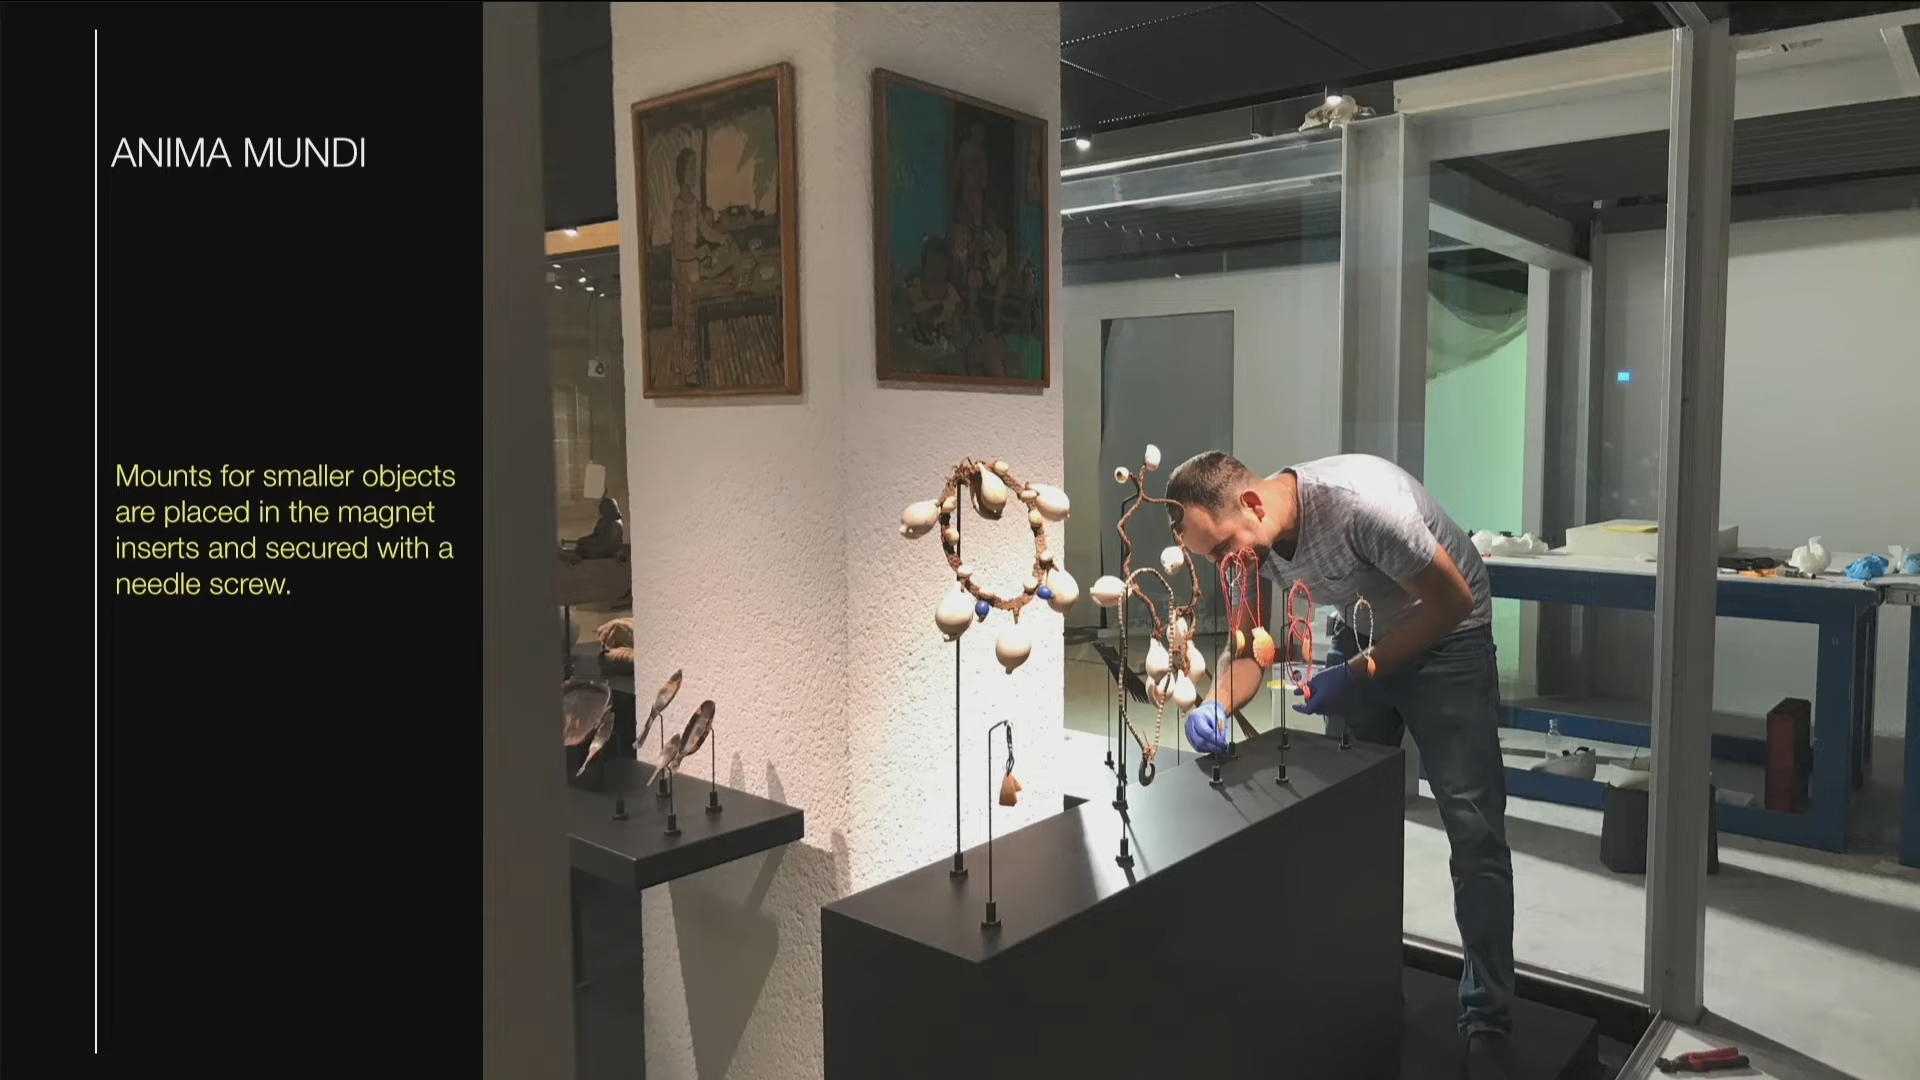 ANIMA MUNDI
Mounts for smaller objects
are placed in the magnet
inserts and secured with a
needle screw.